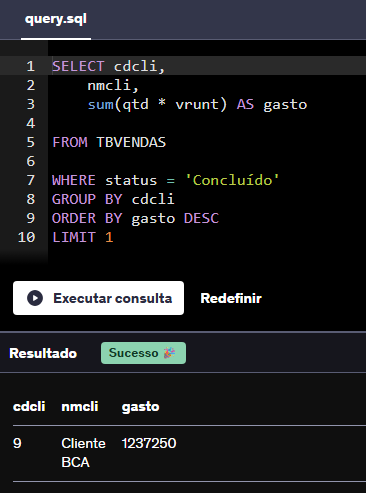 query.sql
1 SELECT cdcli,
2 nmcli,
3 sum(qtd * vrunt) AS gasto
4
5 FROM TBVENDAS
6
7 WHERE status = 'Concluído'
8 GROUP BY cdcli
9 ORDER BY gasto DESC
10 LIMIT 1
Executar consulta Redefinir
Resultado Sucesso 🎉
cdcli nmcli gasto
9 Cliente 1237250
BCA